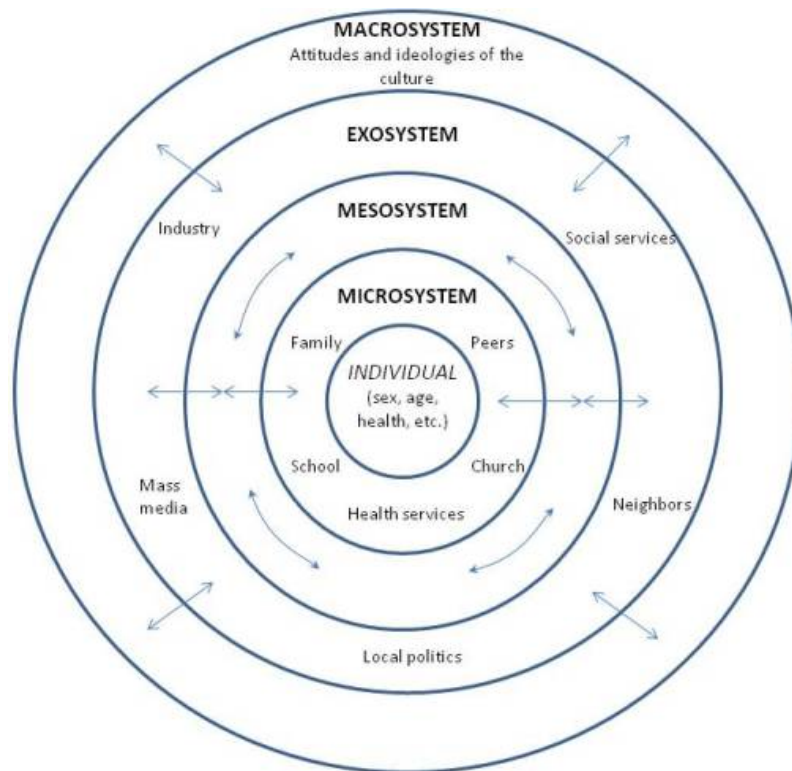 MACROSYSTEM
Attitudes and ideologies of the
culture
EXOSYSTEM
MESOSYSTEM
Industry
Social services
MICROSYSTEM
Family
Peers
INDIVIDUAL
(sex, age,
health, etc.)
School
Church
Mass
media
Health services
Neighbors
Local politics